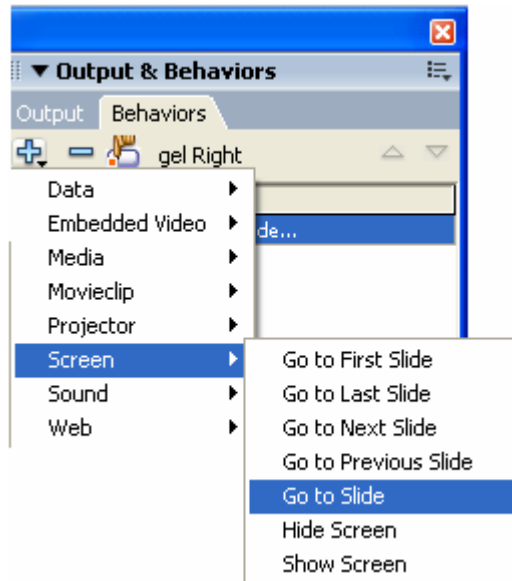 Output & Behaviors
Output Behaviors
gel Right
Data
Embedded Video
de...
Media
Movieclip
Projector
Screen
Sound
Web
Go to First Slide
Go to Last Slide
Go to Next Slide
Go to Previous Slide
Go to Slide
Hide Screen
Show Screen